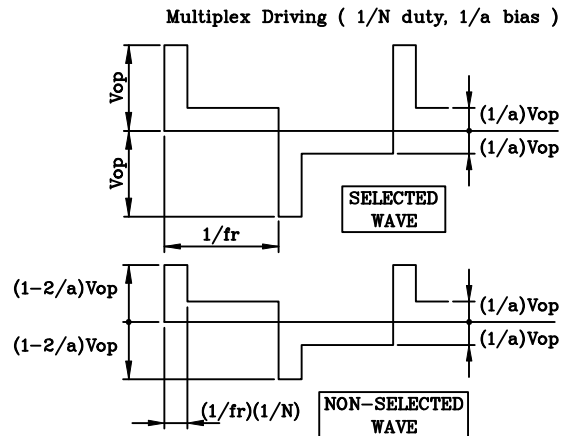 Multiplex Driving ( 1/N duty, 1/a bias )
Vop
Vop
(1/a)Vop
(1/a)Vop
SELECTED
WAVE
1/fr
(1-2/a)Vop
(1-2/a)Vop
(1/a)Vop
(1/a)Vop
(1/fr)(1/N)
NON-SELECTED
WAVE